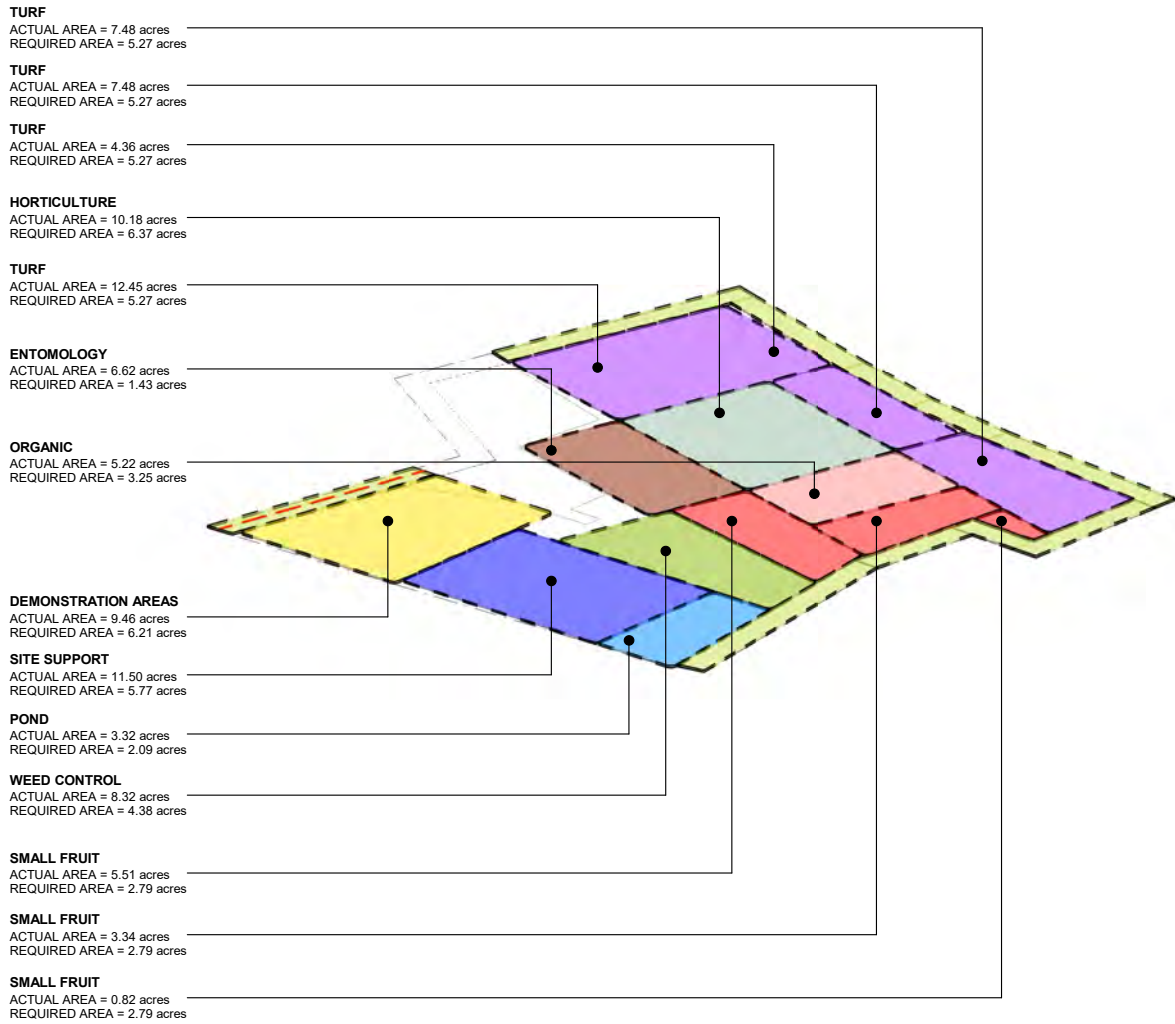 TURF
ACTUAL AREA = 7.48 acres
REQUIRED AREA = 5.27 acres
TURF
ACTUAL AREA = 7.48 acres
REQUIRED AREA = 5.27 acres
TURF
ACTUAL AREA = 4.36 acres
REQUIRED AREA = 5.27 acres
HORTICULTURE
ACTUAL AREA = 10.18 acres
REQUIRED AREA = 6.37 acres
TURF
ACTUAL AREA = 12.45 acres
REQUIRED AREA = 5.27 acres
ENTOMOLOGY
ACTUAL AREA = 6.62 acres
REQUIRED AREA = 1.43 acres
ORGANIC
ACTUAL AREA = 5.22 acres
REQUIRED AREA = 3.25 acres
DEMONSTRATION AREAS
ACTUAL AREA = 9.46 acres
REQUIRED AREA = 6.21 acres
SITE SUPPORT
ACTUAL AREA = 11.50 acres
REQUIRED AREA = 5.77 acres
POND
ACTUAL AREA = 3.32 acres
REQUIRED AREA = 2.09 acres
WEED CONTROL
ACTUAL AREA = 8.32 acres
REQUIRED AREA = 4.38 acres
SMALL FRUIT
ACTUAL AREA = 5.51 acres
REQUIRED AREA = 2.79 acres
SMALL FRUIT
ACTUAL AREA = 3.34 acres
REQUIRED AREA = 2.79 acres
SMALL FRUIT
ACTUAL AREA = 0.82 acres
REQUIRED AREA = 2.79 acres